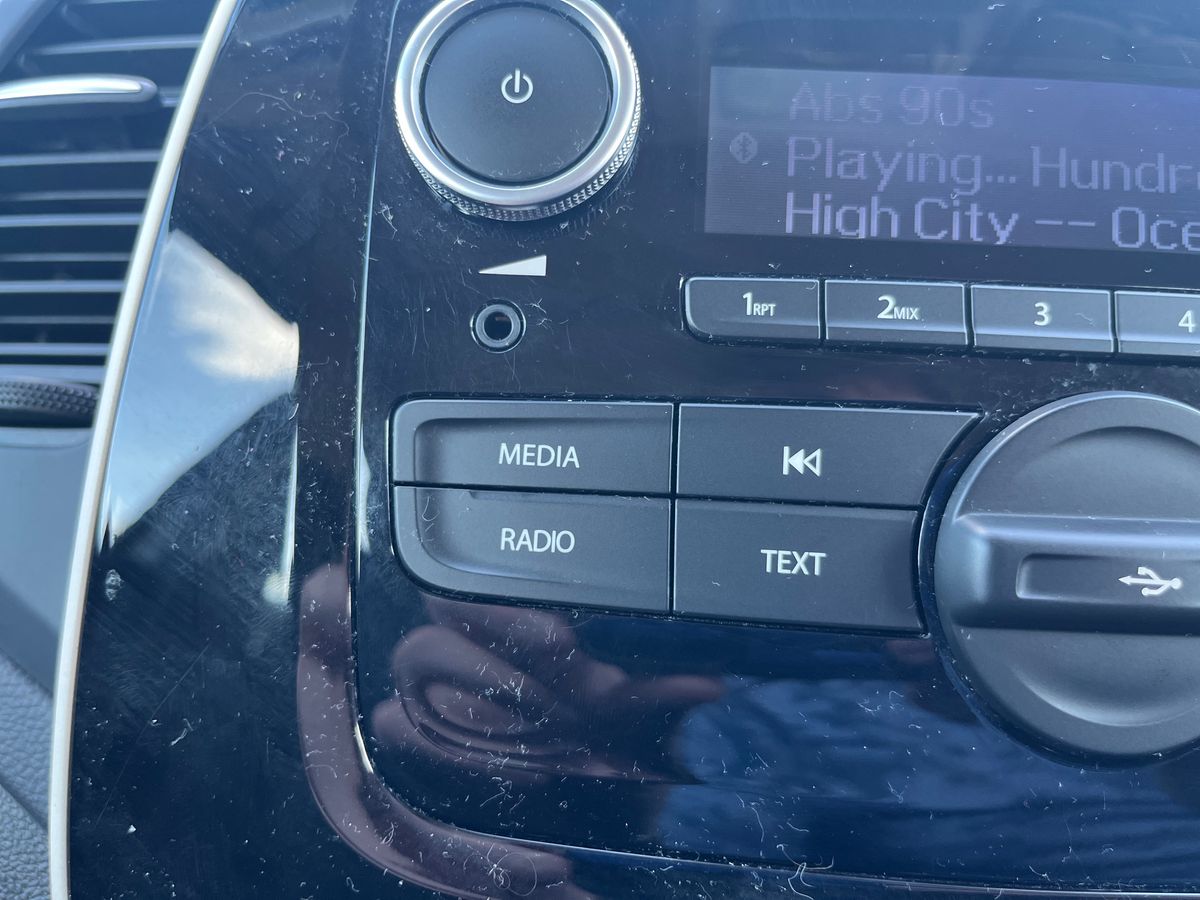 Abs 90s
Playing... Hundr
High City -- Oce
1RPT
2MIX
3
4
MEDIA
RADIO
TEXT